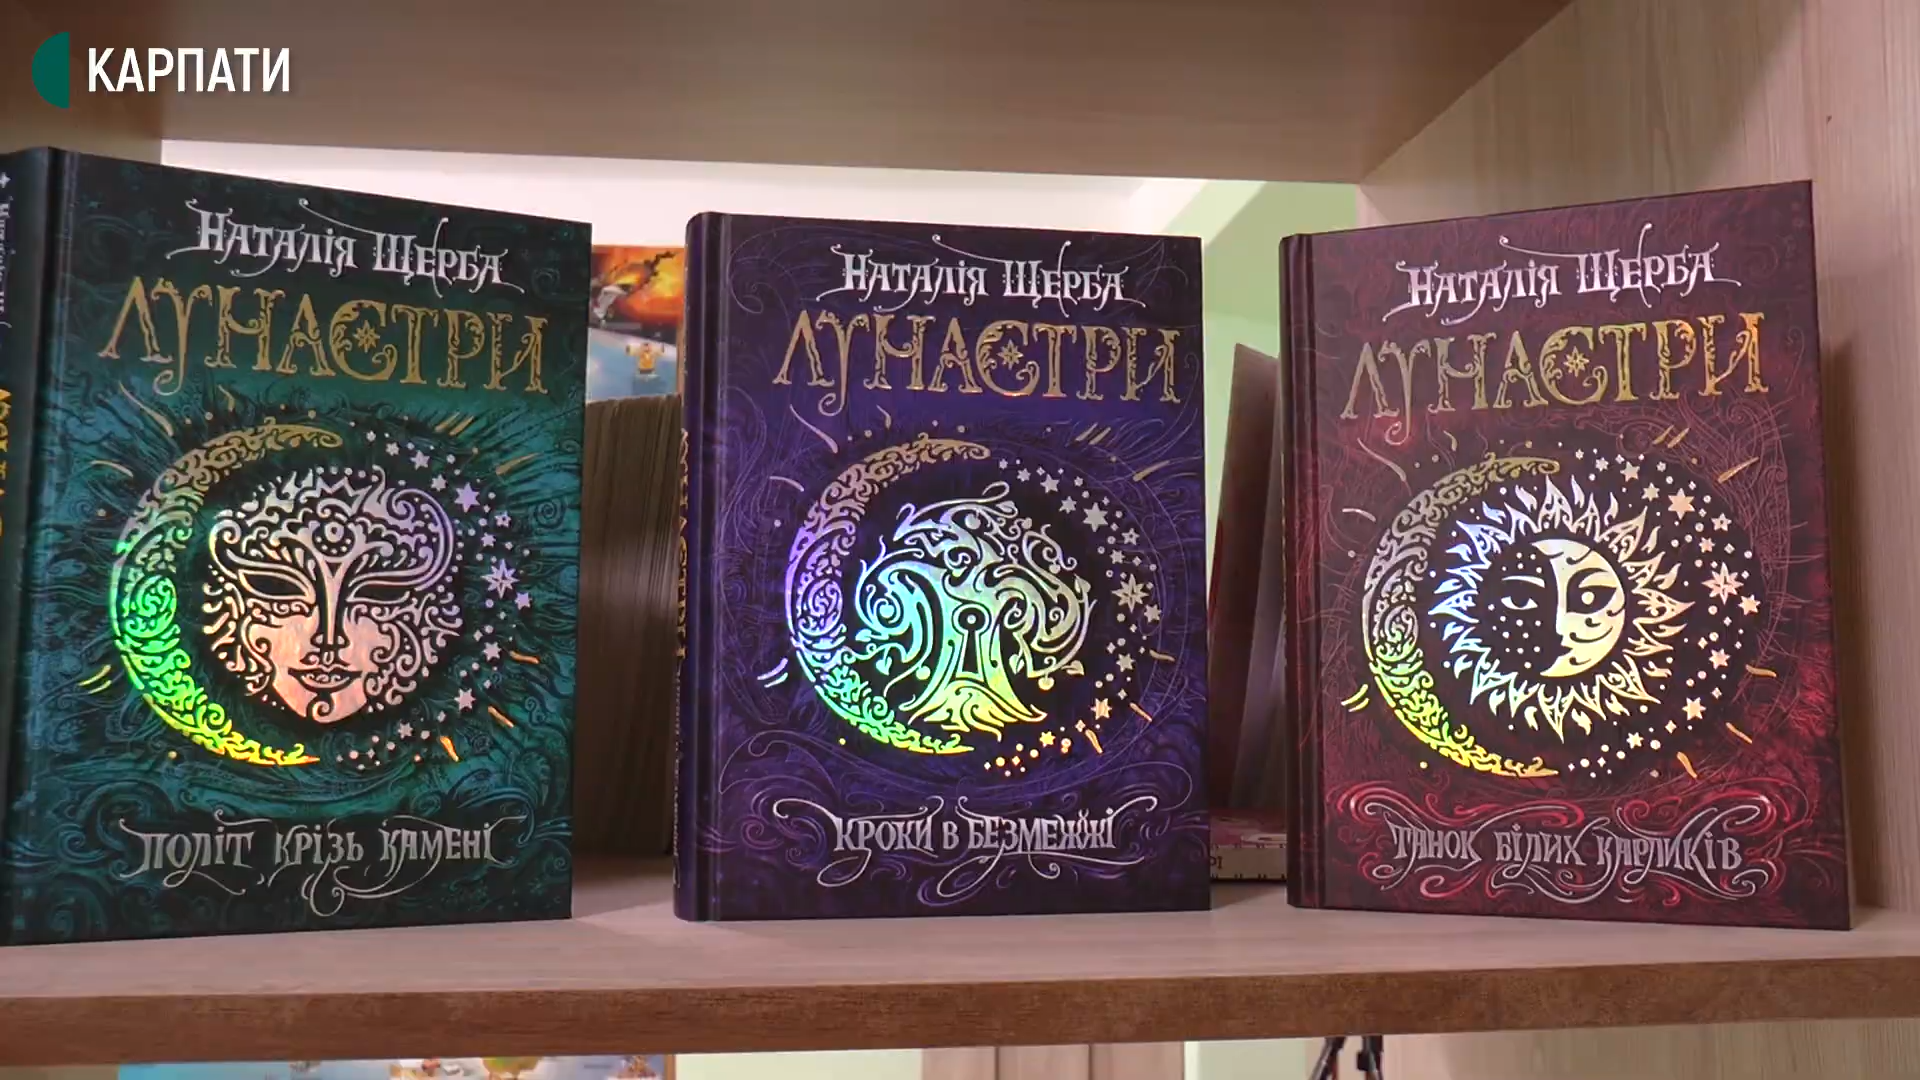 КАРПАТИ
Наталія Щерба
ЛУНАСТРИ
ПОЛІТ КРІЗЬ КАМЕНІ
Наталія Щерба
ЛУНАСТРИ
КРОКИ В БЕЗМЕЖЖІ
Наталія Щерба
ЛУНАСТРИ
ТАНОК БІЛИХ КАРЛИКІВ